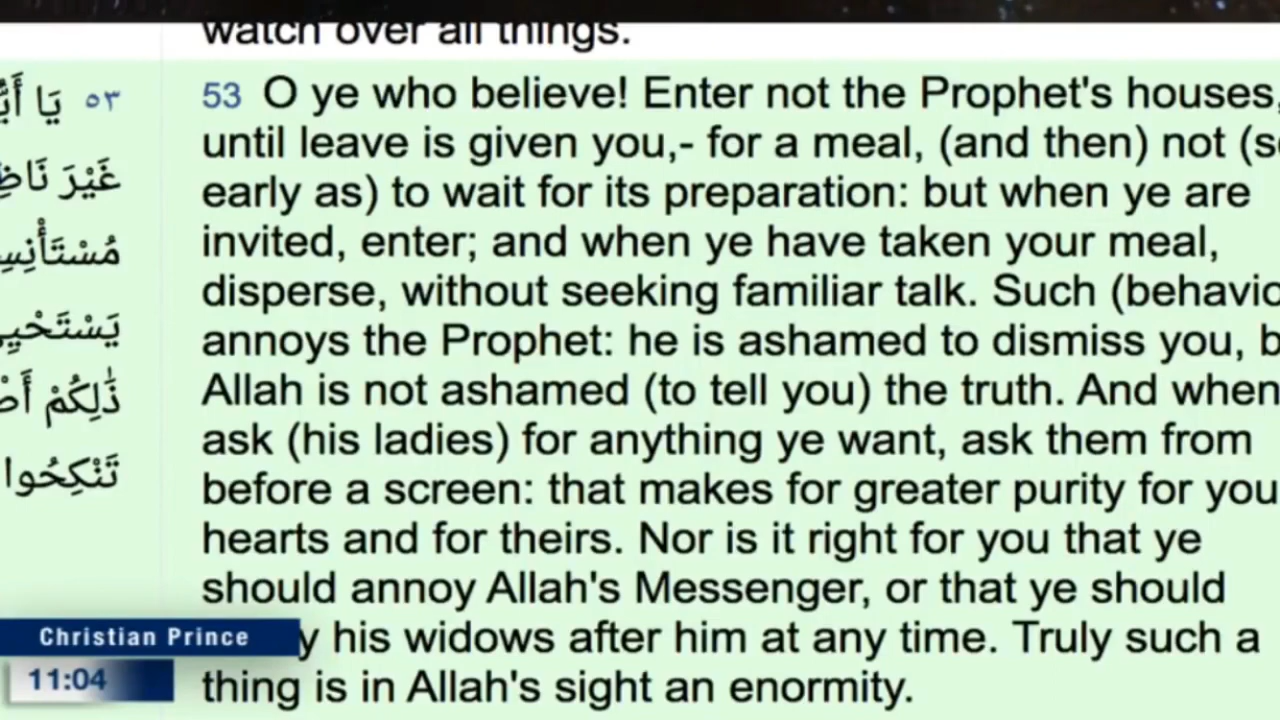 watch over all things.
53 O ye who believe! Enter not the Prophet's houses,
until leave is given you,- for a meal, (and then) not
early as) to wait for its preparation: but when ye are
invited, enter; and when ye have taken your meal,
disperse, without seeking familiar talk. Such
annoys the Prophet: he is ashamed to dismiss you,
Allah is not ashamed (to tell you) the truth. And when
ask (his ladies) for anything ye want, ask them from
before a screen: that makes for greater purity for
hearts and for theirs. Nor is it right for you that ye
should annoy Allah's Messenger, or that ye should
his widows after him at any time. Truly such a
thing is in Allah's sight an enormity.
٥٣ يَا
غَيْرَ
ذَٰلِكُمْ
تَنْكِحُوا
Christian Prince
11:04